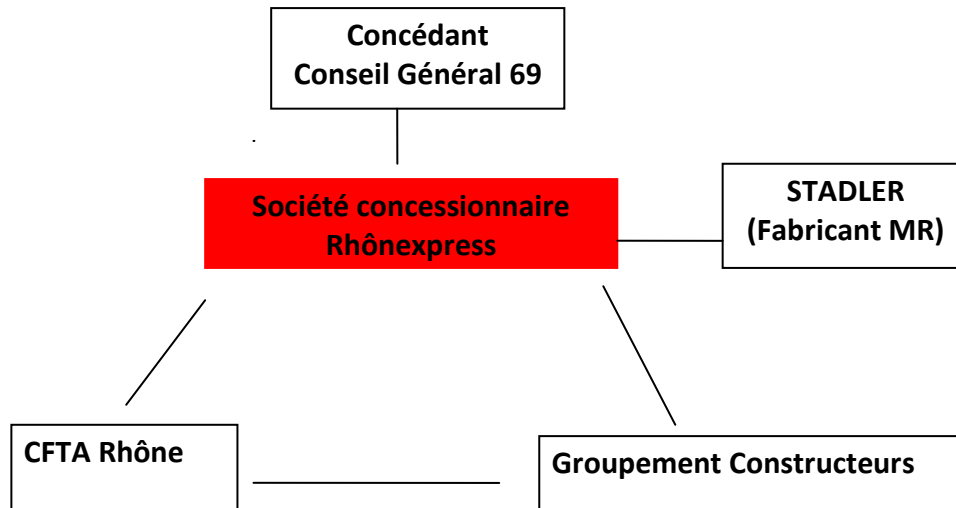 Concédant
Conseil Général 69
Société concessionnaire
Rhônexpress
STADLER
(Fabricant MR)
CFTA Rhône
Groupement Constructeurs